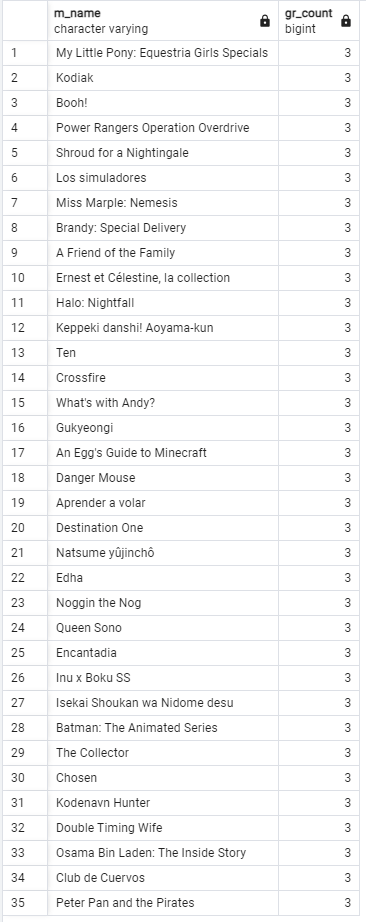 m_name gr_count
character varying bigint
1 My Little Pony: Equestria Girls Specials 3
2 Kodiak 3
3 Booh! 3
4 Power Rangers Operation Overdrive 3
5 Shroud for a Nightingale 3
6 Los simuladores 3
7 Miss Marple: Nemesis 3
8 Brandy: Special Delivery 3
9 A Friend of the Family 3
10 Ernest et Célestine, la collection 3
11 Halo: Nightfall 3
12 Keppeki danshi! Aoyama-kun 3
13 Ten 3
14 Crossfire 3
15 What's with Andy? 3
16 Gukyeongi 3
17 An Egg's Guide to Minecraft 3
18 Danger Mouse 3
19 Aprender a volar 3
20 Destination One 3
21 Natsume yûjinchô 3
22 Edha 3
23 Noggin the Nog 3
24 Queen Sono 3
25 Encantadia 3
26 Inu x Boku SS 3
27 Isekai Shoukan wa Nidome desu 3
28 Batman: The Animated Series 3
29 The Collector 3
30 Chosen 3
31 Kodenavn Hunter 3
32 Double Timing Wife 3
33 Osama Bin Laden: The Inside Story 3
34 Club de Cuervos 3
35 Peter Pan and the Pirates 3